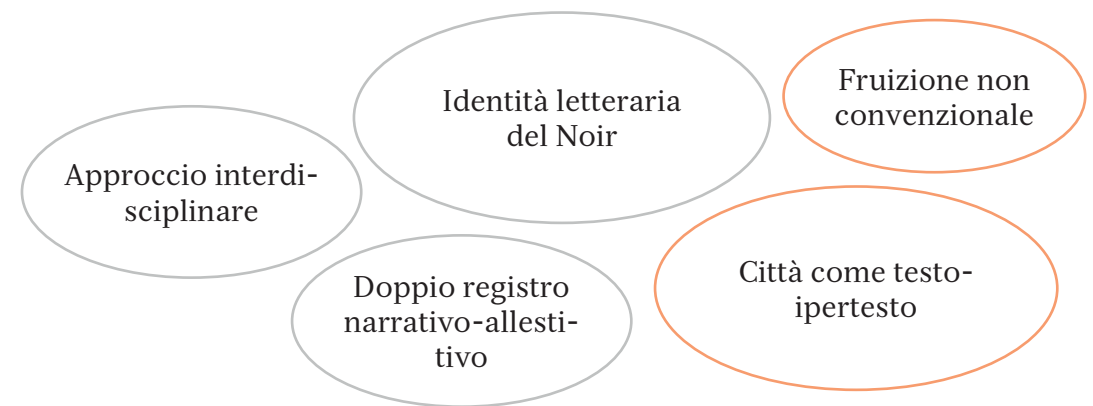 Identità letteraria
del Noir
Fruizione non
convenzionale
Approccio interdi-
sciplinare
Doppio registro
narrativo-allesti-
tivo
Città come testo-
ipertesto